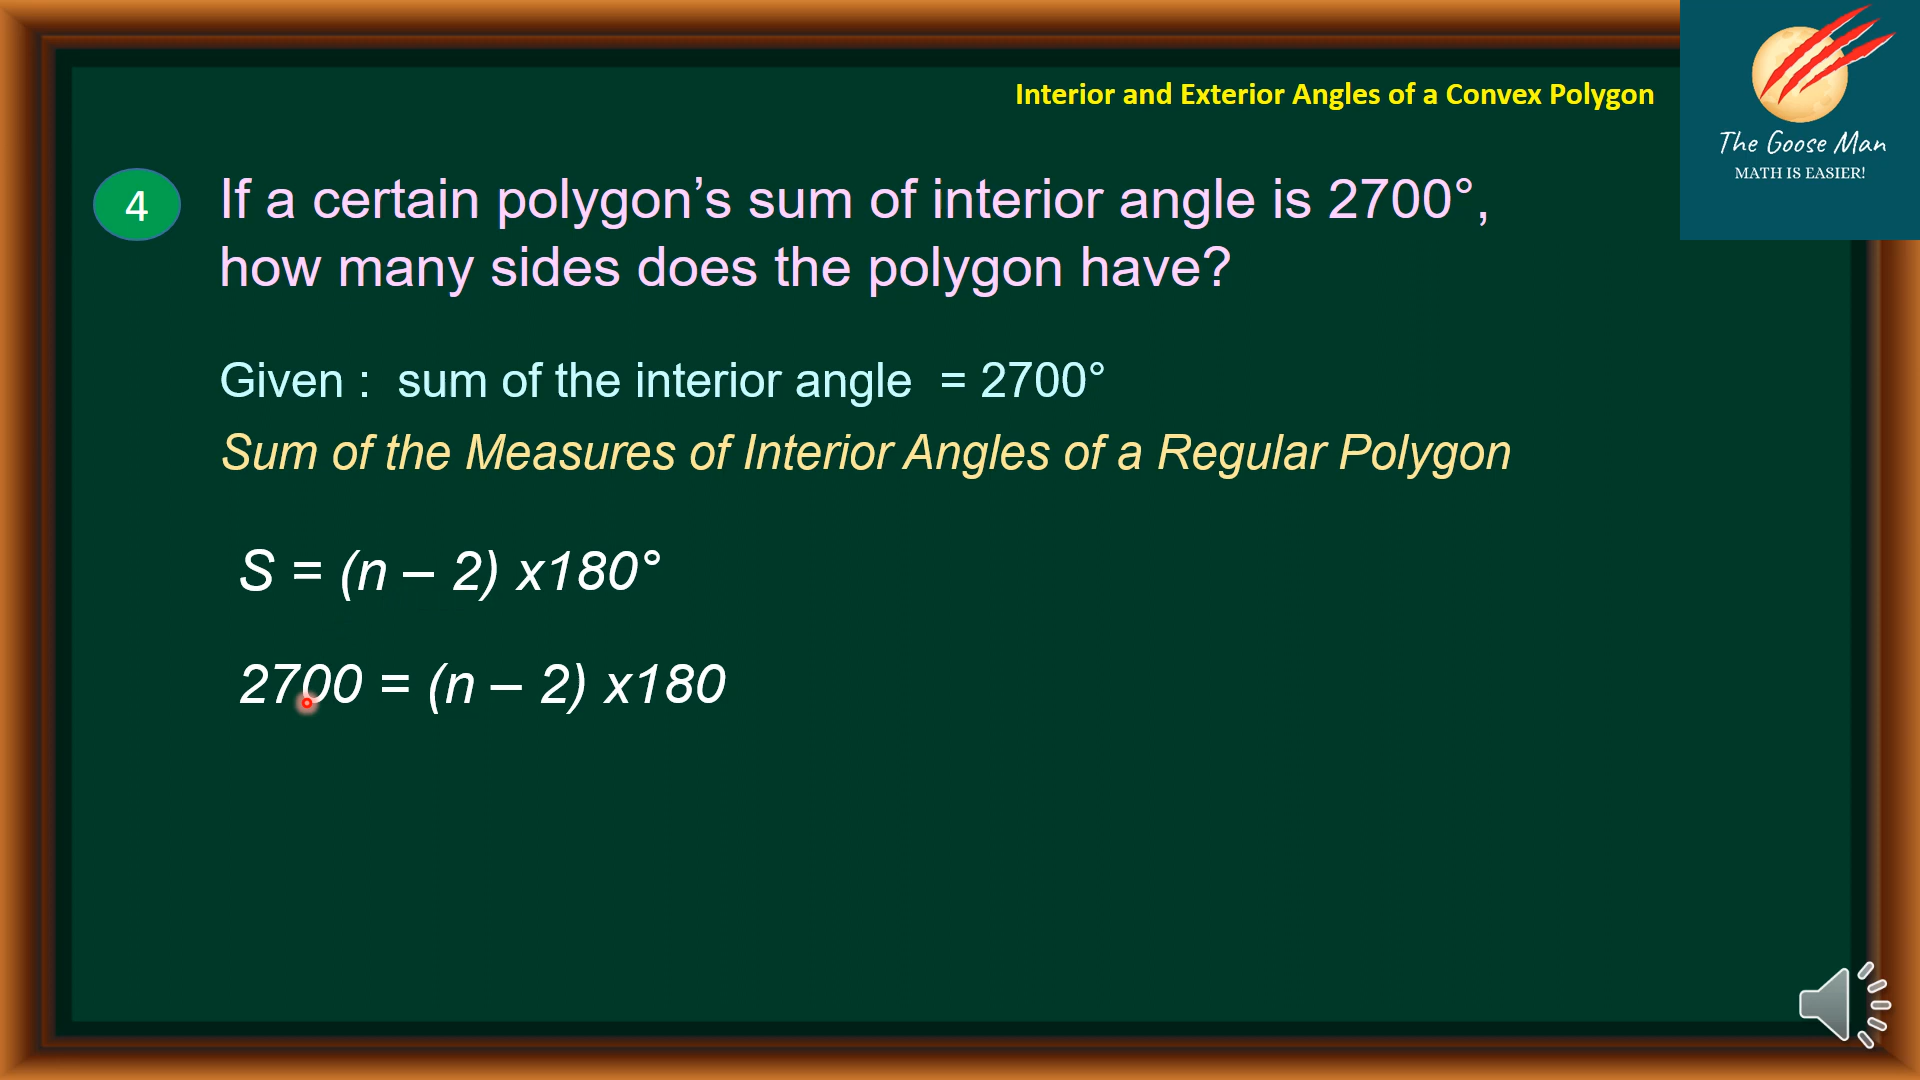 Interior and Exterior Angles of a Convex Polygon
The Goose Man
MATH IS EASIER!
4
If a certain polygon’s sum of interior angle is 2700°,
how many sides does the polygon have?
Given :  sum of the interior angle  = 2700°
Sum of the Measures of Interior Angles of a Regular Polygon
S = (n – 2) x180°
2700 = (n – 2) x180